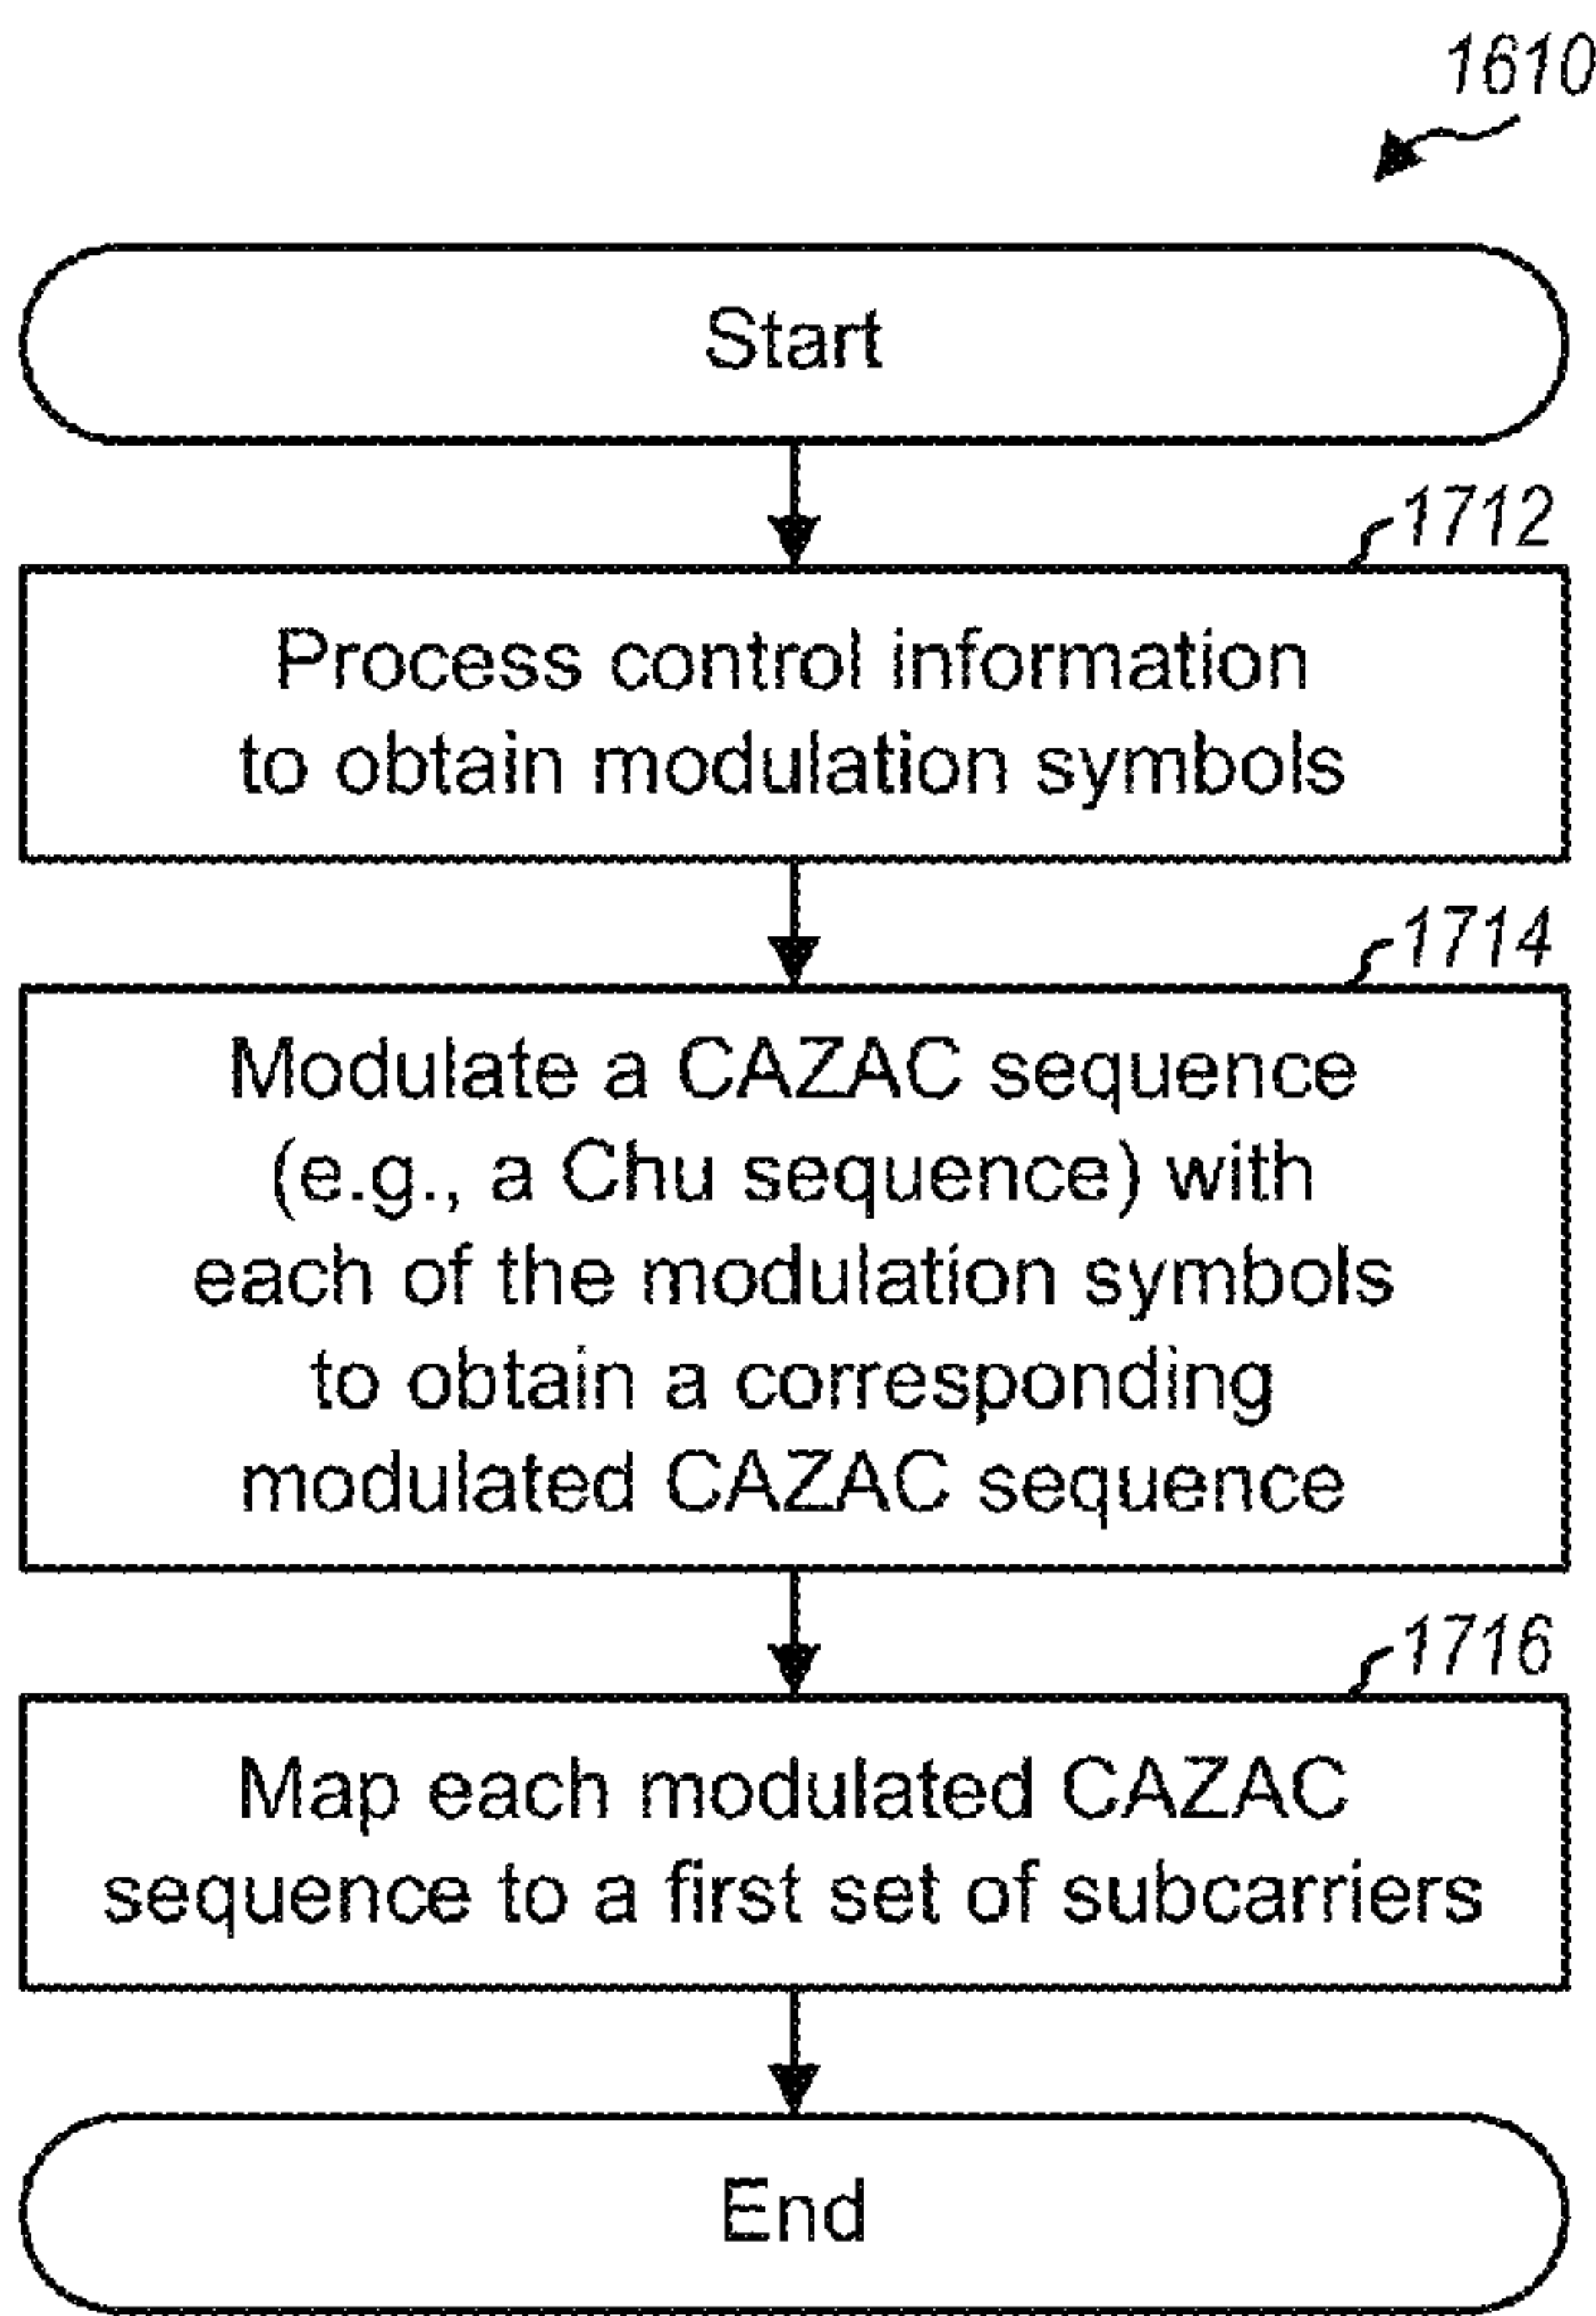 1610
Start
1712
Process control information
to obtain modulation symbols
1714
Modulate a CAZAC sequence
(e.g., a Chu sequence) with
each of the modulation symbols
to obtain a corresponding
modulated CAZAC sequence
1716
Map each modulated CAZAC
sequence to a first set of subcarriers
End